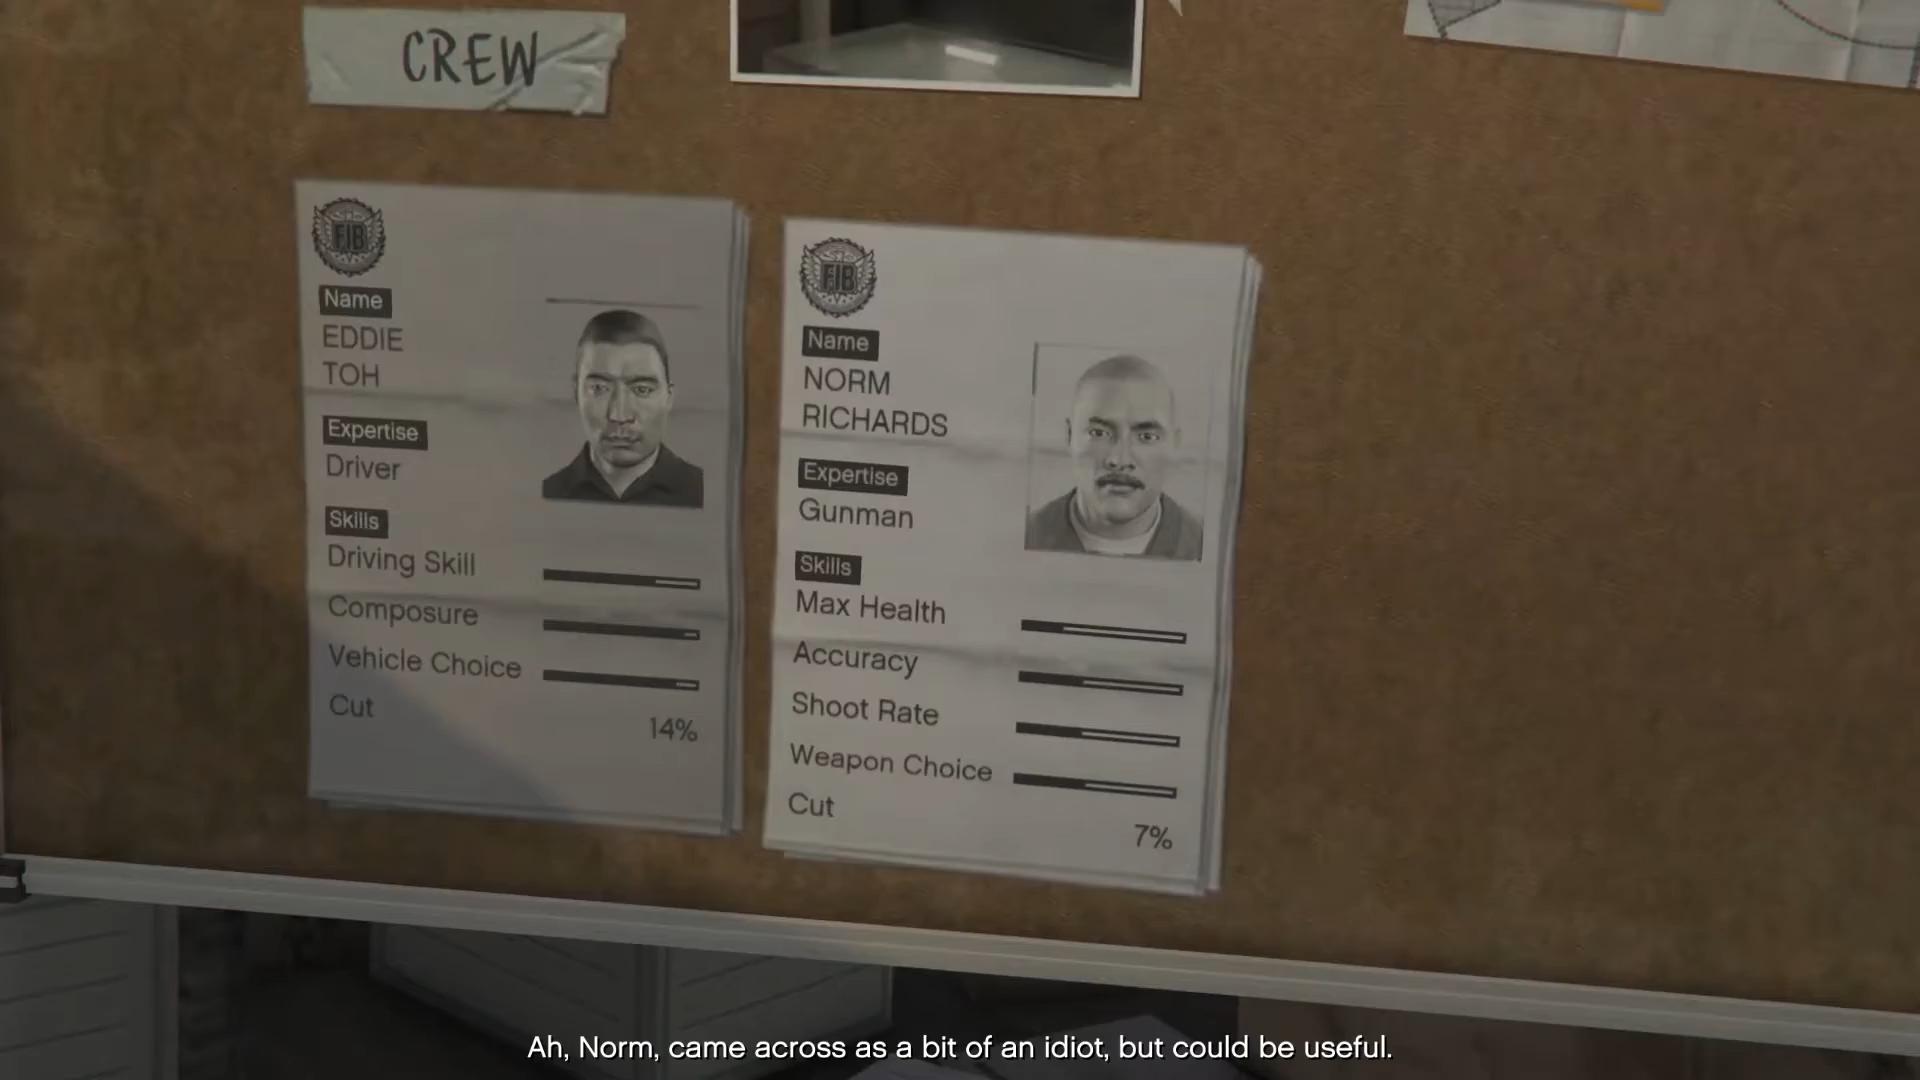 CREW
FIB
Name
EDDIE
TOH
Expertise
Driver
Skills
Driving Skill
Composure
Vehicle Choice
Cut
14%
FIB
Name
NORM
RICHARDS
Expertise
Gunman
Skills
Max Health
Accuracy
Shoot Rate
Weapon Choice
Cut
7%
Ah, Norm, came across as a bit of an idiot, but could be useful.